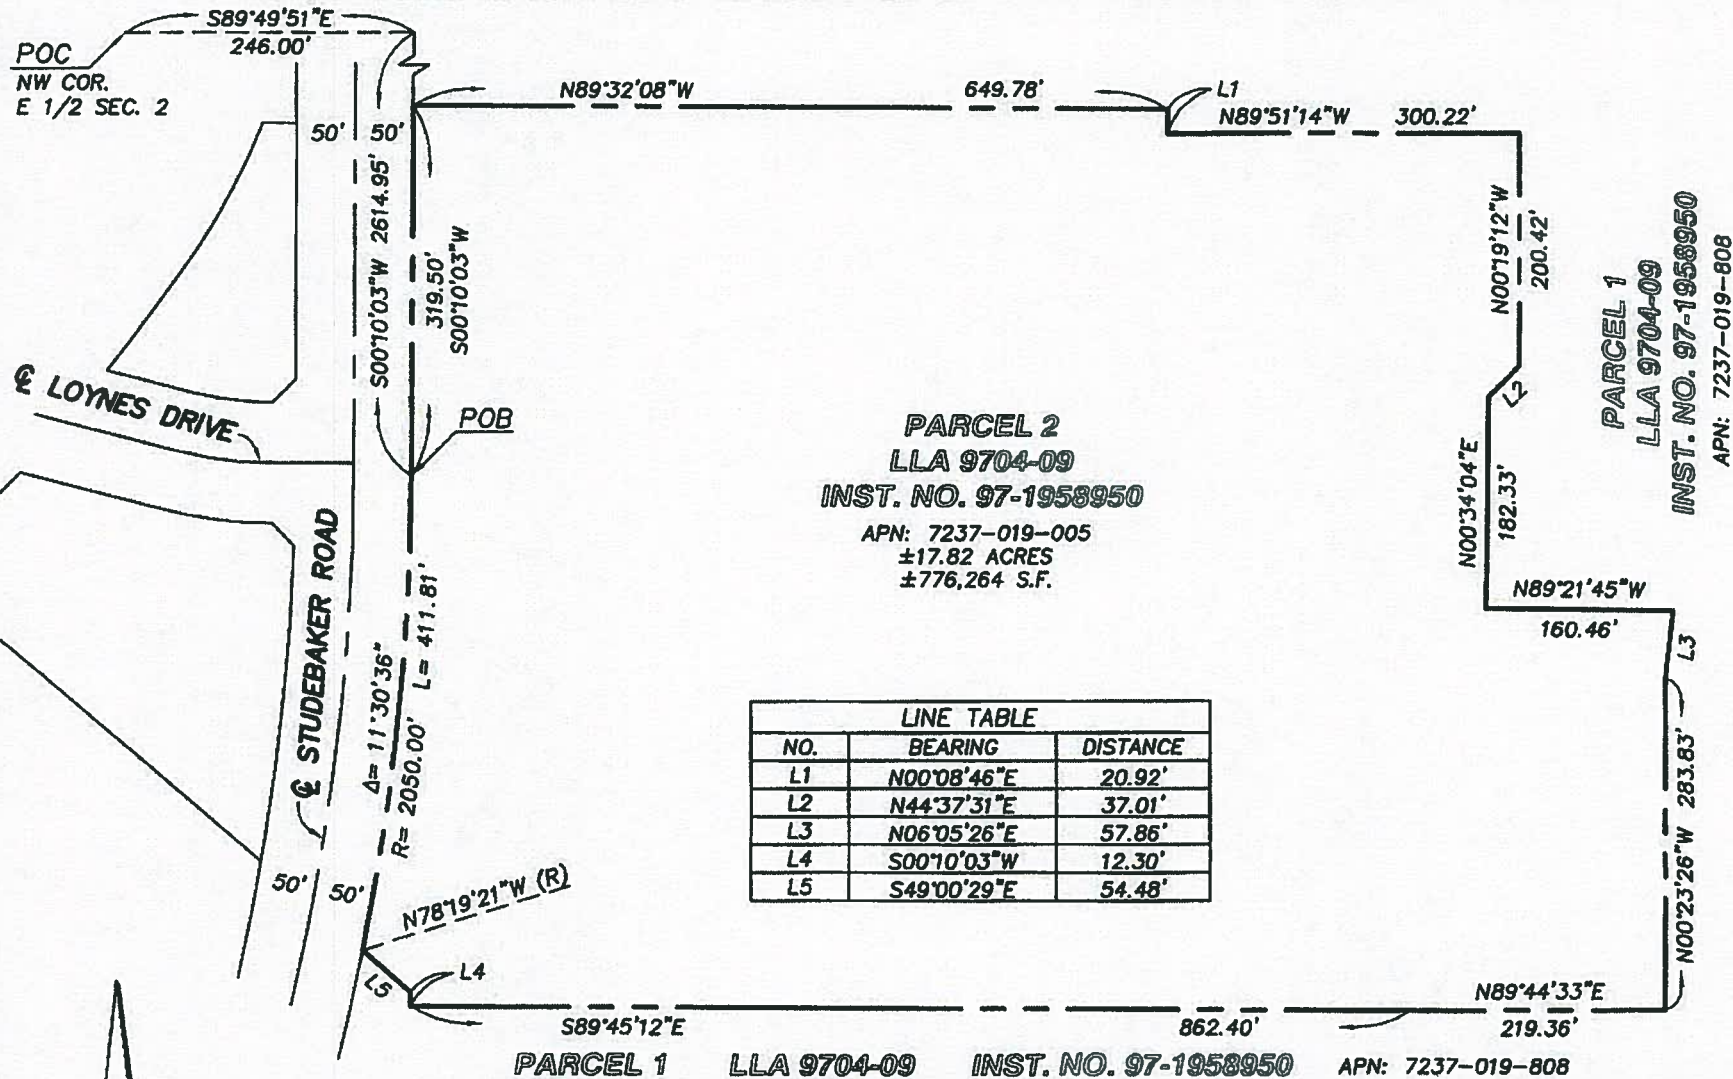 S89°49'51"E
246.00'
POC
NW COR.
E 1/2 SEC. 2
N89°32'08"W 649.78'
L1
N89°51'14"W 300.22'
50' 50'
S00°10'03"W 2614.95'
319.50'
S00°10'03"W
N00°19'12"W
200.42'
PARCEL 1
LLA 9704-09
INST. NO. 97-1958950
APN: 7237-019-808
℄ LOYNES DRIVE
POB
L2
PARCEL 2
LLA 9704-09
INST. NO. 97-1958950
APN: 7237-019-005
±17.82 ACRES
±776,264 S.F.
N00°34'04"E
182.33'
N89°21'45"W
160.46'
℄ STUDEBAKER ROAD
Δ= 11°30'36"
R= 2050.00' L= 411.81'
L3
LINE TABLE
NO. BEARING DISTANCE
L1 N00°08'46"E 20.92'
L2 N44°37'31"E 37.01'
L3 N06°05'26"E 57.86'
L4 S00°10'03"W 12.30'
L5 S49°00'29"E 54.48'
N00°23'26"W 283.83'
50' 50'
N78°19'21"W (R)
L4
L5
S89°45'12"E 862.40'
N89°44'33"E
219.36'
PARCEL 1 LLA 9704-09 INST. NO. 97-1958950 APN: 7237-019-808